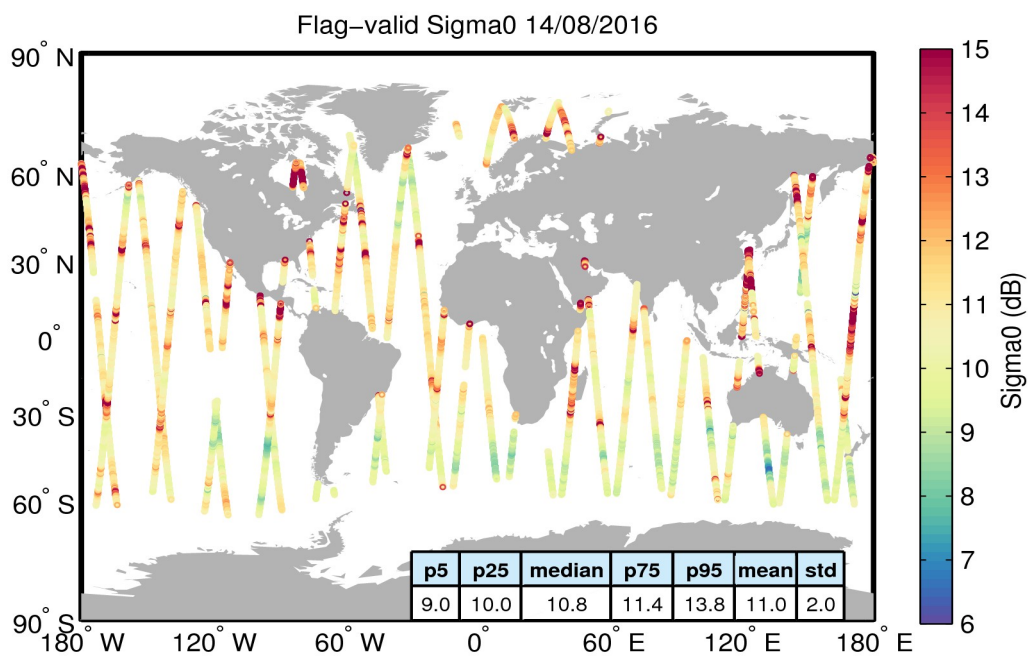 Flag−valid Sigma0 14/08/2016
90° N
60° N
30° N
0°
30° S
60° S
90° S
180° W
120° W
60° W
0°
60° E
120° E
180° E
p5 p25 median p75 p95 mean std
9.0 10.0 10.8 11.4 13.8 11.0 2.0
15
14
13
12
11
10
9
8
7
6
Sigma0 (dB)